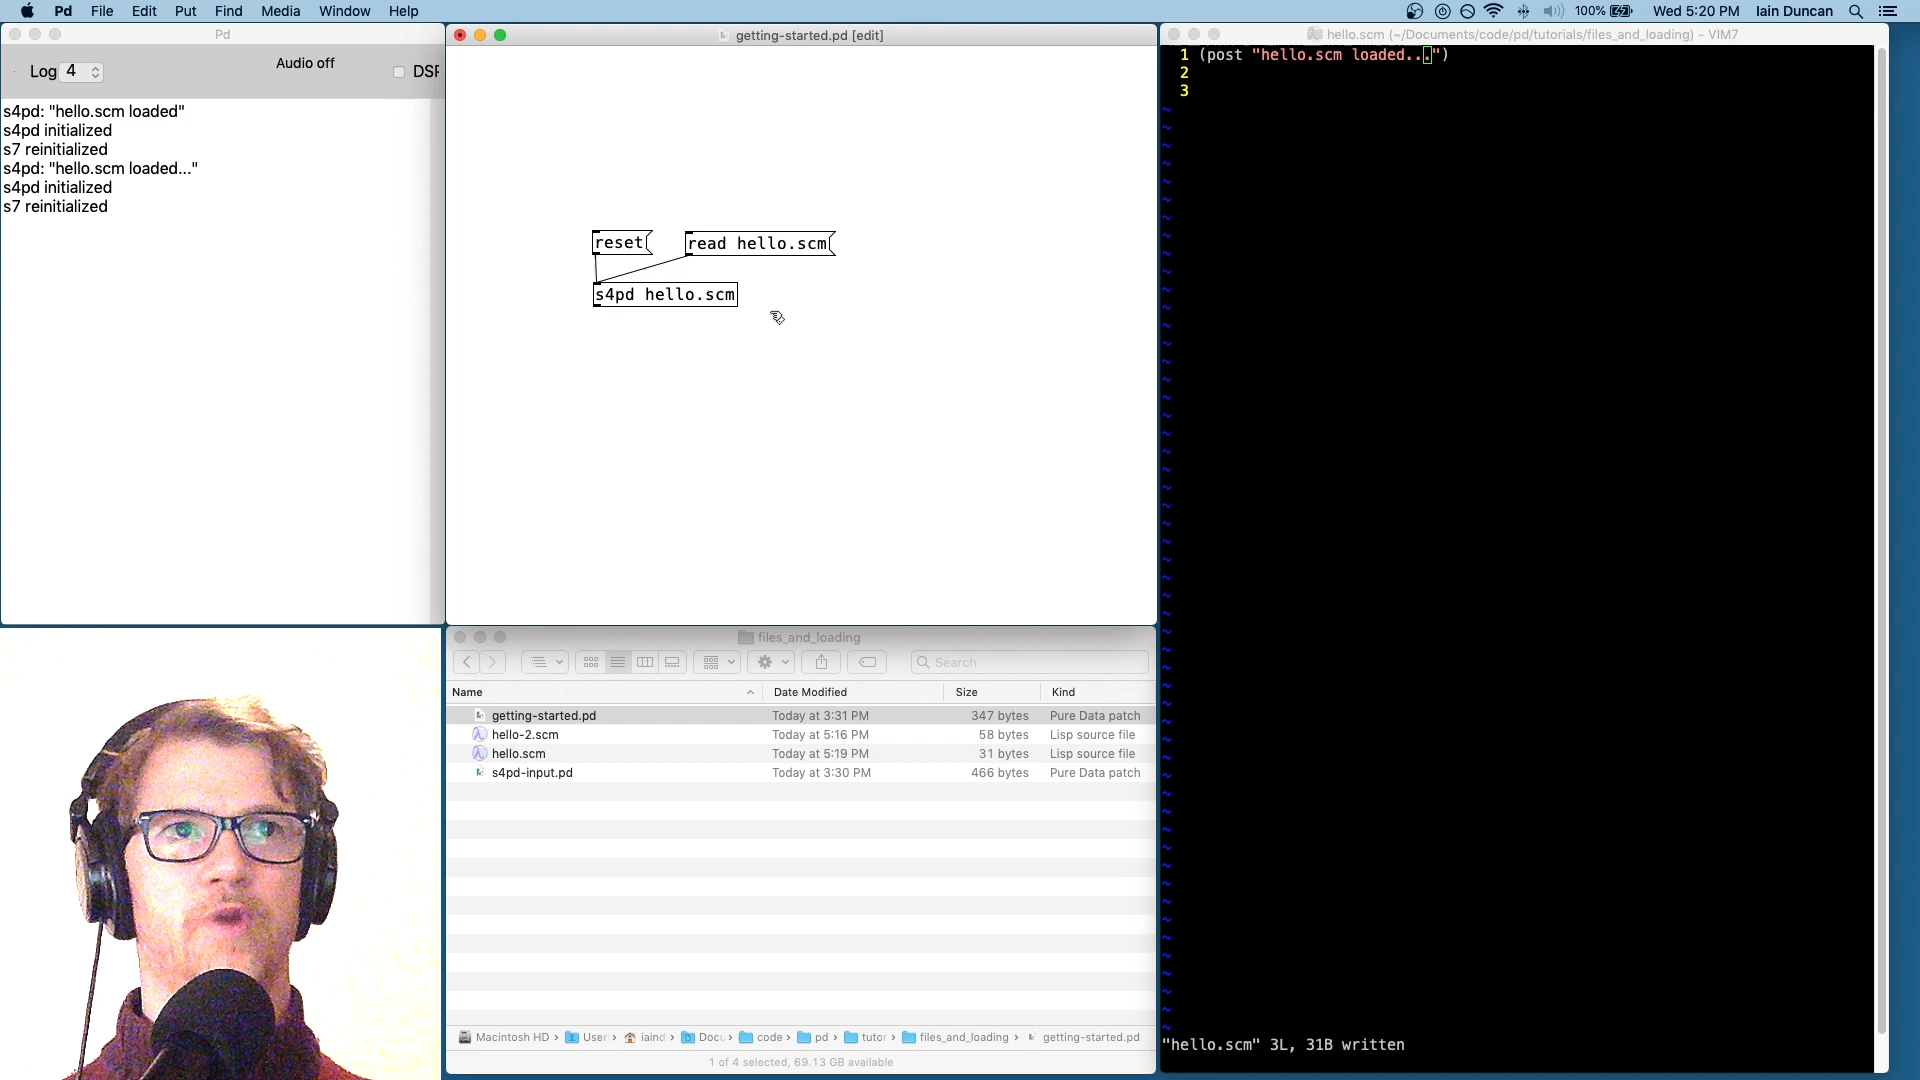 Pd File Edit Put Find Media Window Help 100% Wed 5:20 PM Iain Duncan
Pd
Log 4 Audio off DSP
s4pd: "hello.scm loaded"
s4pd initialized
s7 reinitialized
s4pd: "hello.scm loaded..."
s4pd initialized
s7 reinitialized
getting-started.pd [edit]
reset
read hello.scm
s4pd hello.scm
files_and_loading
Search
Name Date Modified Size Kind
getting-started.pd Today at 3:31 PM 347 bytes Pure Data patch
hello-2.scm Today at 5:16 PM 58 bytes Lisp source file
hello.scm Today at 5:19 PM 31 bytes Lisp source file
s4pd-input.pd Today at 3:30 PM 466 bytes Pure Data patch
Macintosh HD › Users › iaind › Docu › code › pd › tutor › files_and_loading › getting-started.pd
1 of 4 selected, 69.13 GB available
hello.scm (~/Documents/code/pd/tutorials/files_and_loading) - VIM7
1 (post "hello.scm loaded...")
2
3
"hello.scm" 3L, 31B written